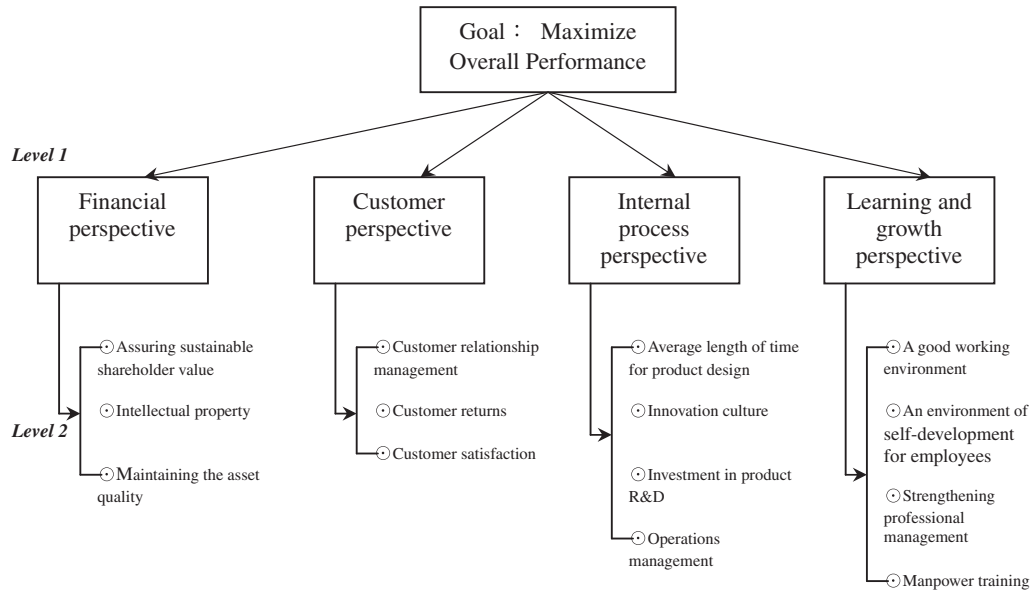 Goal： Maximize
Overall Performance
Level 1
Financial
perspective
Customer
perspective
Internal
process
perspective
Learning and
growth
perspective
⊙Assuring sustainable
shareholder value
⊙Intellectual property
⊙Maintaining the asset
quality
⊙Customer relationship
management
⊙Customer returns
⊙Customer satisfaction
⊙Average length of time
for product design
⊙Innovation culture
⊙Investment in product
R&D
⊙Operations
management
⊙A good working
environment
⊙An environment of
self-development
for employees
⊙Strengthening
professional
management
⊙Manpower training
Level 2